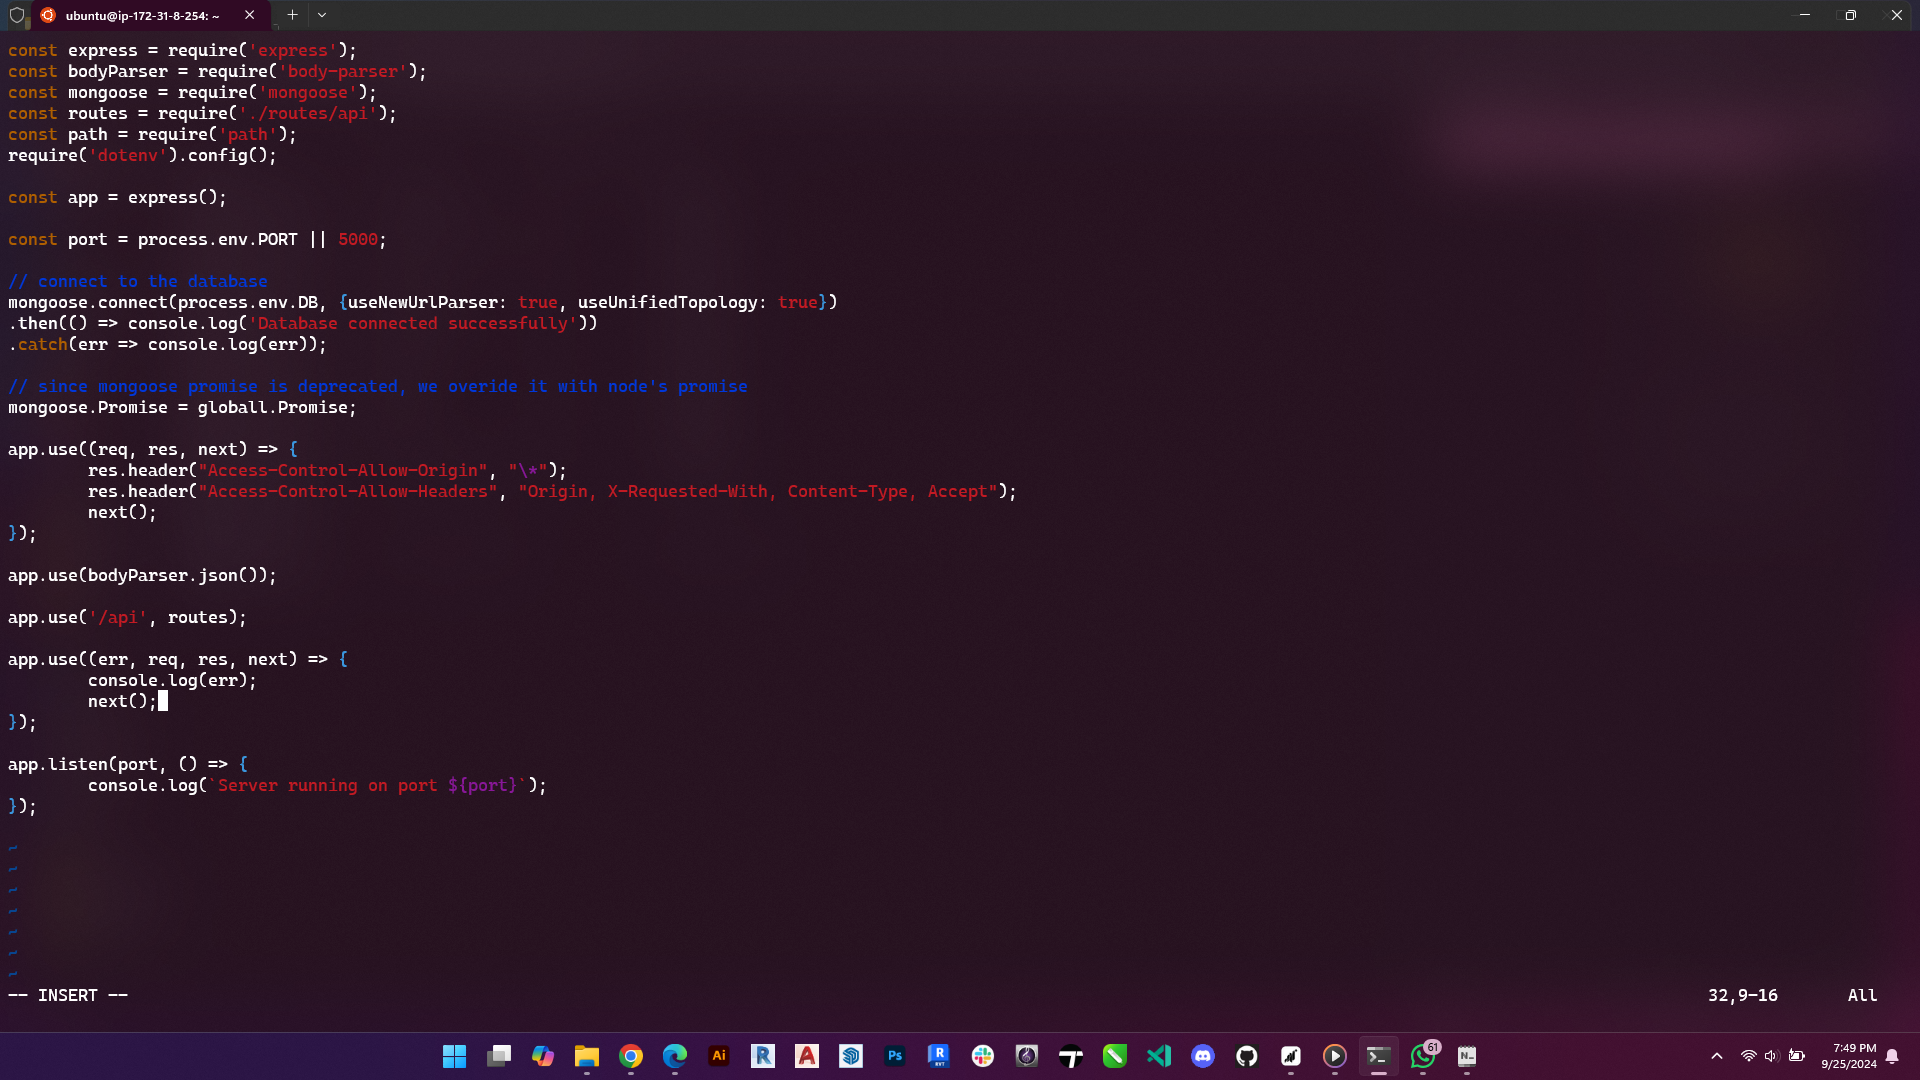 ubuntu@ip-172-31-8-254: ~
const express = require('express');
const bodyParser = require('body-parser');
const mongoose = require('mongoose');
const routes = require('./routes/api');
const path = require('path');
require('dotenv').config();
const app = express();
const port = process.env.PORT || 5000;
// connect to the database
mongoose.connect(process.env.DB, {useNewUrlParser: true, useUnifiedTopology: true})
.then(() => console.log('Database connected successfully'))
.catch(err => console.log(err));
// since mongoose promise is deprecated, we overide it with node's promise
mongoose.Promise = globall.Promise;
app.use((req, res, next) => {
res.header("Access-Control-Allow-Origin", "\*");
res.header("Access-Control-Allow-Headers", "Origin, X-Requested-With, Content-Type, Accept");
next();
});
app.use(bodyParser.json());
app.use('/api', routes);
app.use((err, req, res, next) => {
console.log(err);
next();
});
app.listen(port, () => {
console.log(`Server running on port ${port}`);
});
~
~
~
~
~
~
~
-- INSERT --
32,9-16
All
Ai
R
A
Ps
R
RVT
61
N
7:49 PM
9/25/2024